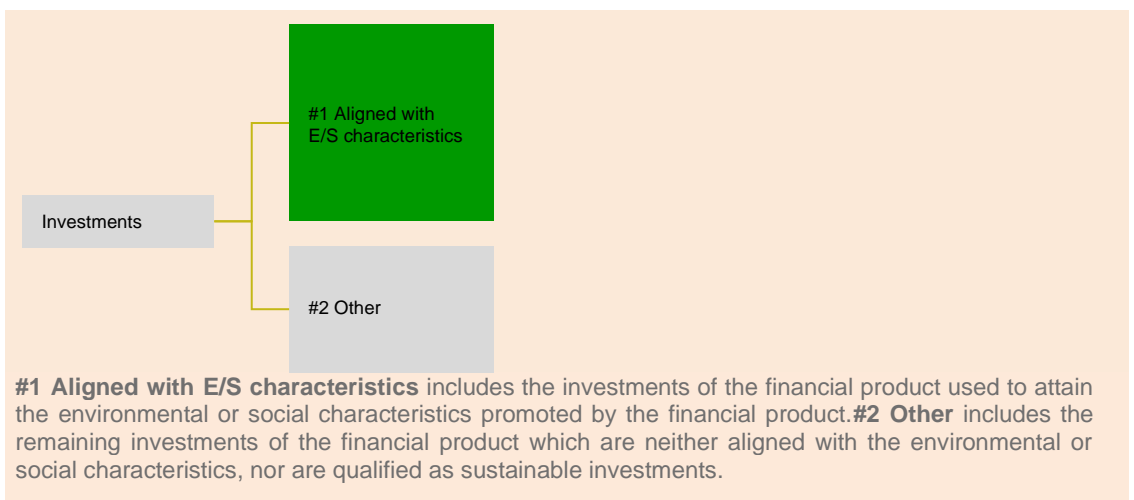 #1 Aligned with
E/S characteristics
Investments
#2 Other
#1 Aligned with E/S characteristics includes the investments of the financial product used to attain
the environmental or social characteristics promoted by the financial product.#2 Other includes the
remaining investments of the financial product which are neither aligned with the environmental or
social characteristics, nor are qualified as sustainable investments.